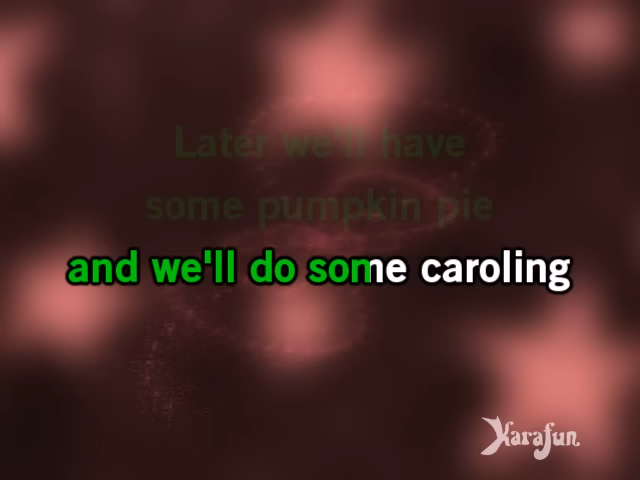 Later we'll have
some pumpkin pie
and we'll do some caroling
Karafun